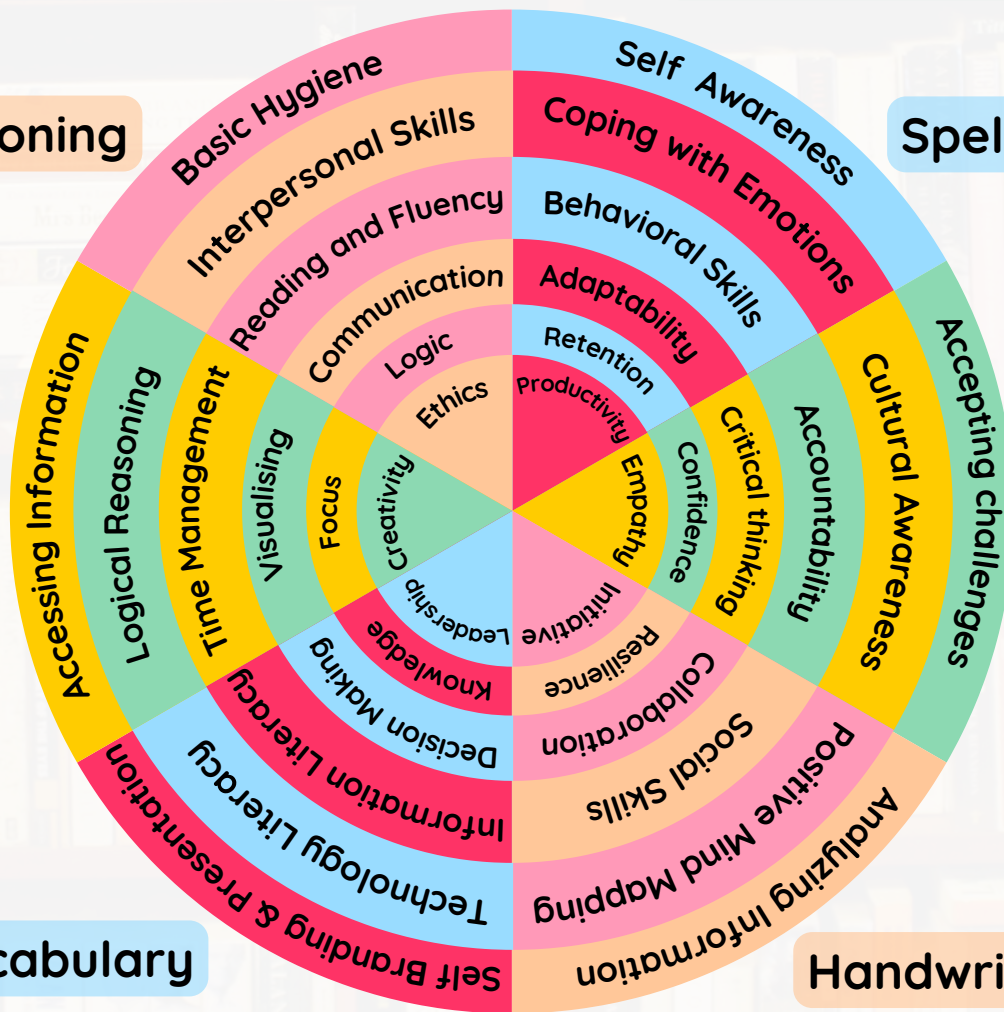 Basic Hygiene
Interpersonal Skills
Reading and Fluency
Communication
Logic
Ethics
Self Awareness
Coping with Emotions
Behavioral Skills
Adaptability
Retention
Productivity
Accepting challenges
Cultural Awareness
Accountability
Critical thinking
Confidence
Empathy
Analyzing Information
Positive Mind Mapping
Social Skills
Collaboration
Resilience
Initiative
Self Branding & Presentation
Technology Literacy
Information Literacy
Decision Making
Knowledge
Leadership
Accessing Information
Logical Reasoning
Time Management
Visualising
Focus
Creativity
oning
Spel
cabulary
Handwri